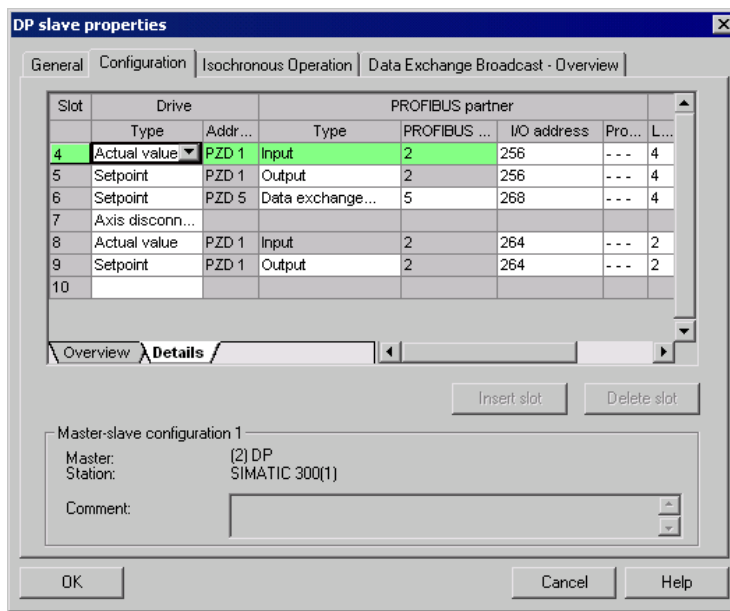 DP slave properties
General Configuration Isochronous Operation Data Exchange Broadcast - Overview
Slot Drive PROFIBUS partner
Type Addr... Type PROFIBUS ... I/O address Pro... L...
4 Actual value PZD 1 Input 2 256 - - - 4
5 Setpoint PZD 1 Output 2 256 - - - 4
6 Setpoint PZD 5 Data exchange... 5 268 - - - 4
7 Axis disconn...
8 Actual value PZD 1 Input 2 264 - - - 2
9 Setpoint PZD 1 Output 2 264 - - - 2
10
Overview Details
Insert slot Delete slot
Master-slave configuration 1
Master: (2) DP
Station: SIMATIC 300(1)
Comment:
OK Cancel Help